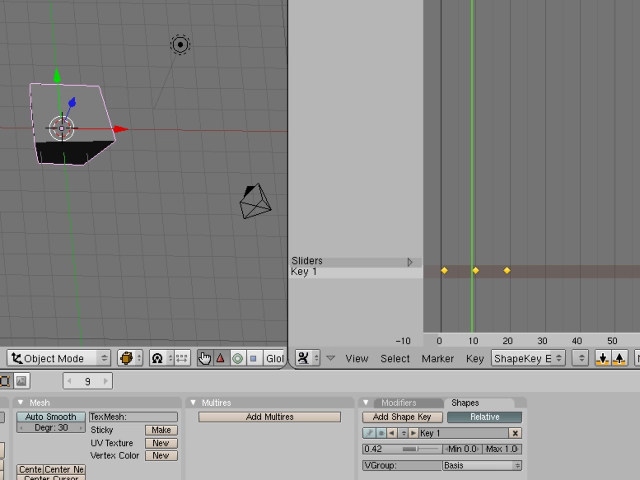 Sliders
Key 1
-10 0 10 20 30 40 50
Object Mode
Glol
View Select Marker Key ShapeKey E
9
Mesh
Auto Smooth
Degr: 30
TexMesh:
Sticky Make
UV Texture New
Vertex Color New
Cente Center Ne
Center Cursor
Multires
Add Multires
Modifiers Shapes
Add Shape Key Relative
Key 1 x
0.42 Min 0.0 Max 1.0
VGroup: Basis